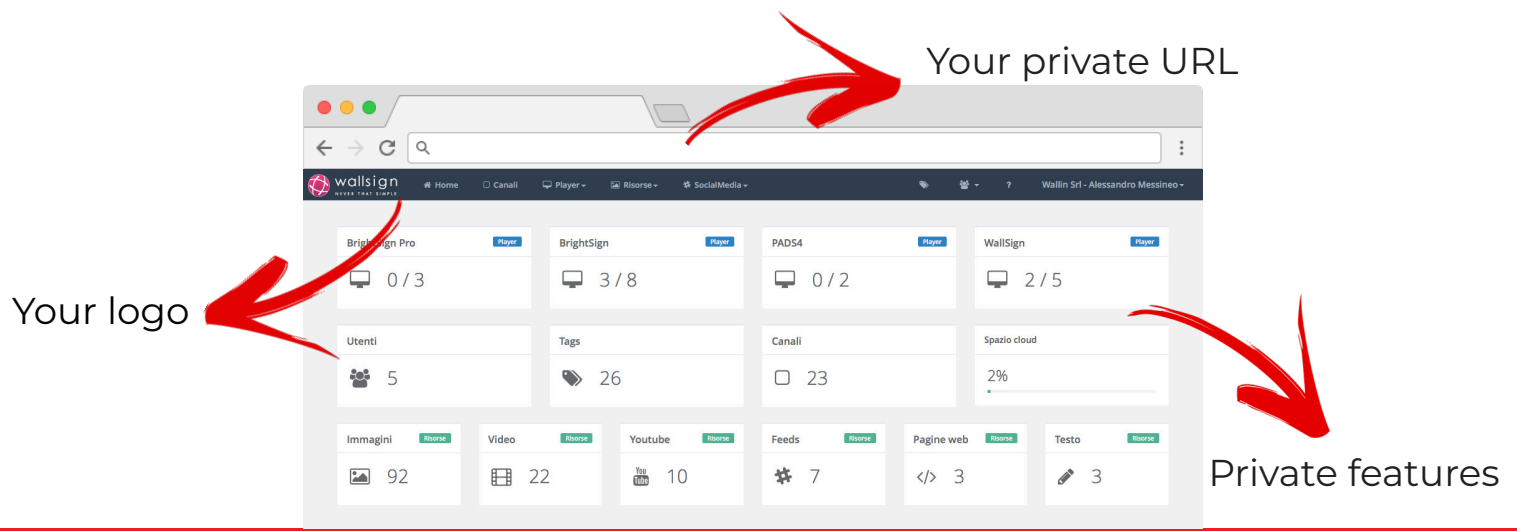 Your private URL
wallsign
NEVER THAT SIMPLE
Home Canali Player Risorse SocialMedia ? Wallin Srl - Alessandro Messineo
BrightSign Pro Player BrightSign Player PADS4 Player WallSign Player
0 / 3 3 / 8 0 / 2 2 / 5
Your logo
Utenti Tags Canali Spazio cloud
5 26 23 2%
Immagini Risorse Video Risorse Youtube Risorse Feeds Risorse Pagine web Risorse Testo Risorse
92 22 You Tube 10 7 </> 3 3
Private features